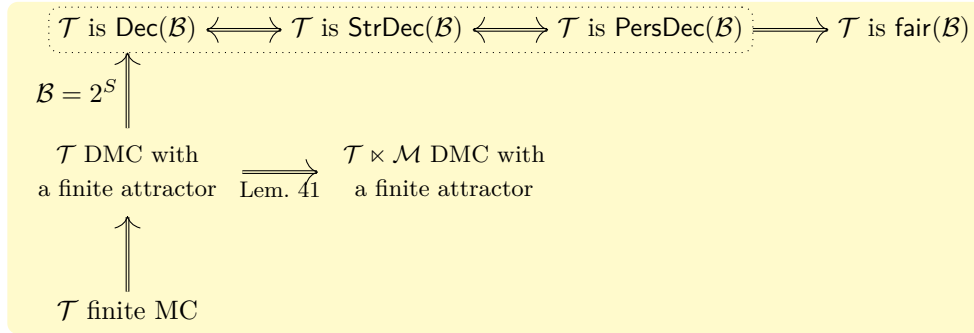 𝒯 is Dec(ℬ) ⟺ 𝒯 is StrDec(ℬ) ⟺ 𝒯 is PersDec(ℬ) ⟹ 𝒯 is fair(ℬ)
ℬ = 2^S
𝒯 DMC with
a finite attractor
Lem. 41
𝒯 ⋉ ℳ DMC with
a finite attractor
𝒯 finite MC